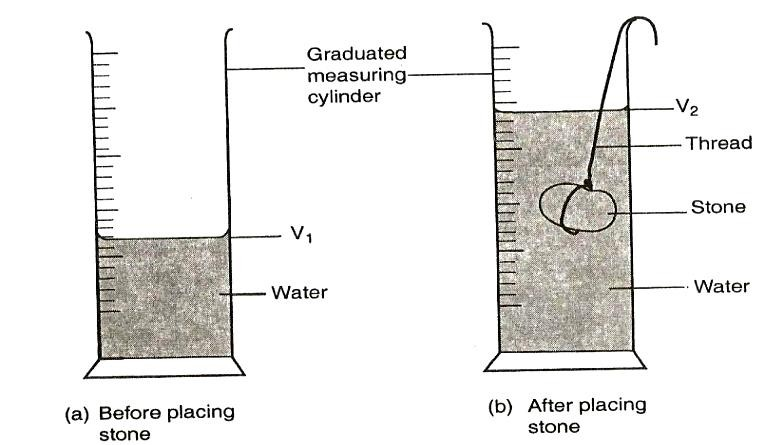 Graduated
measuring
cylinder
V1
Water
(a) Before placing
stone
V2
Thread
Stone
Water
(b) After placing
stone